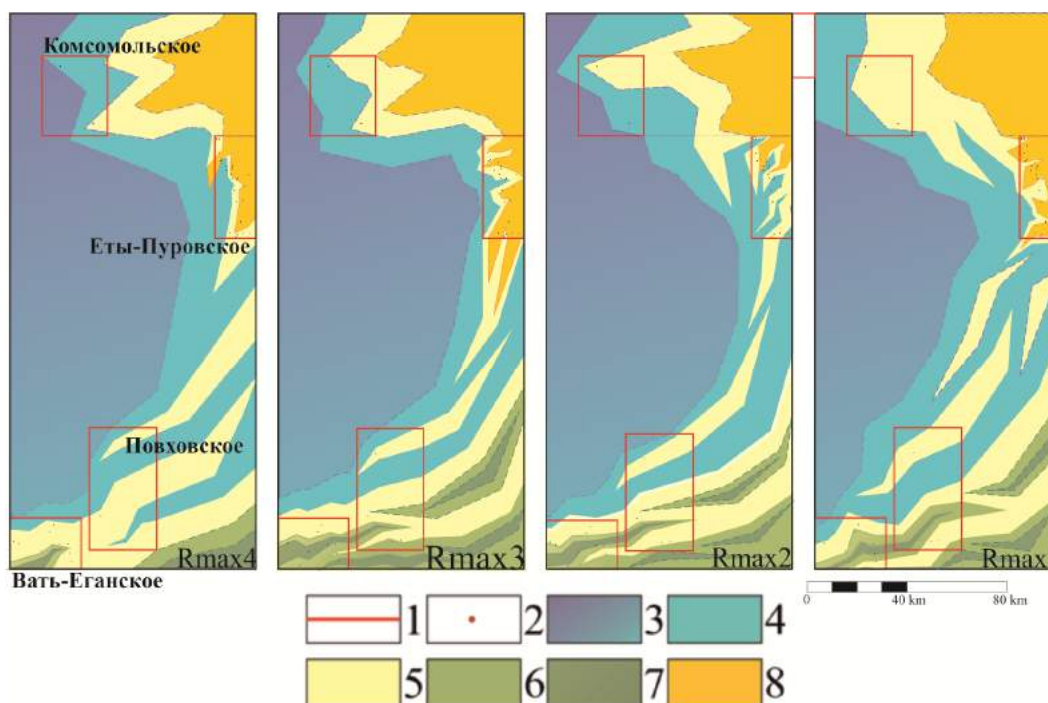 Комсомольское
Еты-Пуровское
Повховское
Rmax4 Rmax3 Rmax2 Rmax
Вать-Еганское
0 40 km 80 km
1 2 3 4
5 6 7 8